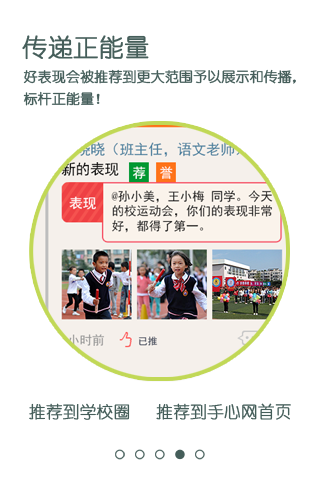 传递正能量
好表现会被推荐到更大范围予以展示和传播，
标杆正能量！
晓（班主任，语文老师
新的表现 荐 誉
表现
@孙小美，王小梅 同学。今天
的校运动会，你们的表现非常
好，都得了第一。
小时前 已推
推荐到学校圈 推荐到手心网首页